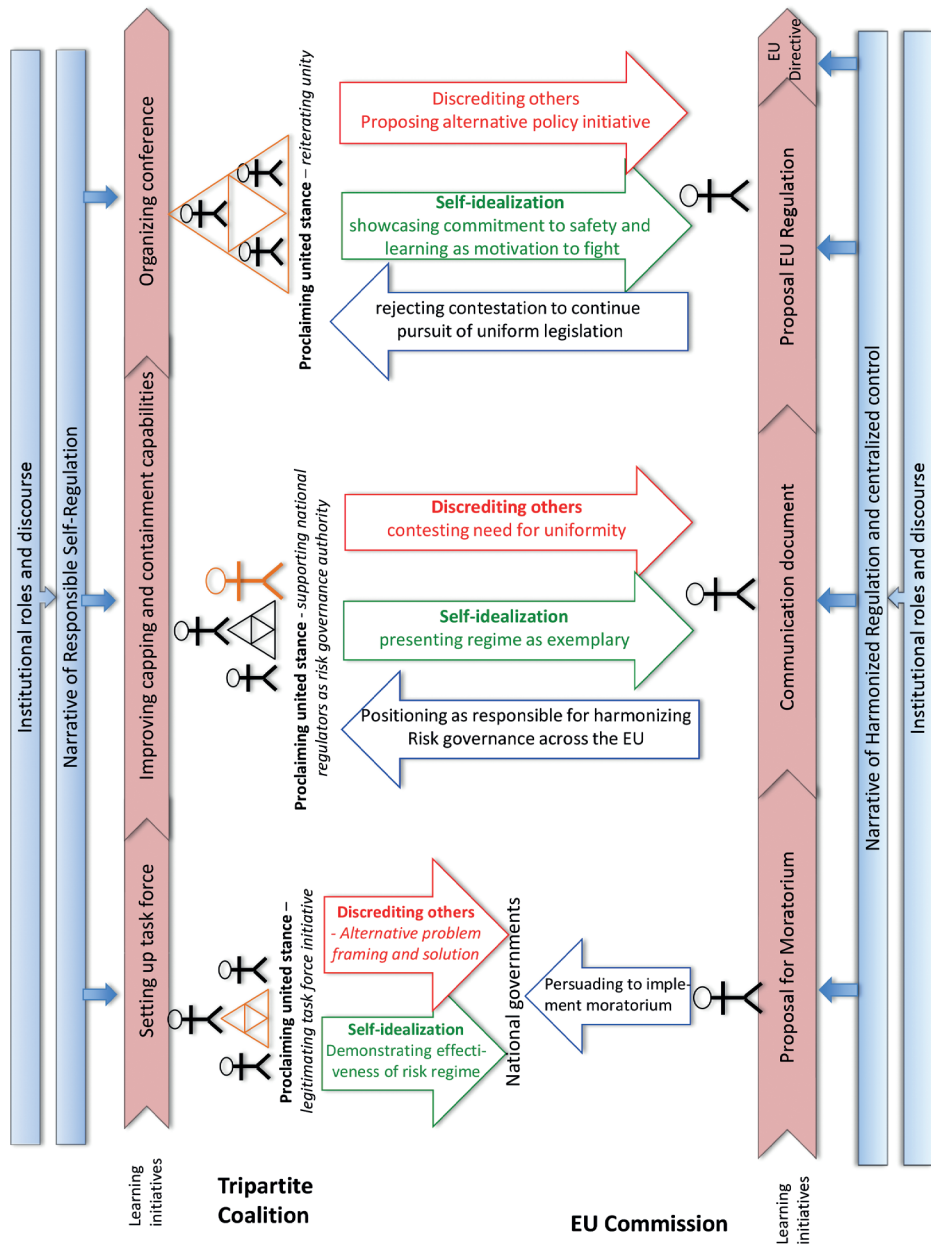 Institutional roles and discourse
Narrative of Responsible Self-Regulation
Learning
initiatives
Setting up task force
Improving capping and containment capabilities
Organizing conference
Tripartite
Coalition
Proclaiming united stance –
legitimating task force initiative
Self-idealization
Demonstrating effecti-
veness of risk regime
Discrediting others
- Alternative problem
framing and solution
National governments
Persuading to imple-
ment moratorium
Proclaiming united stance - supporting national
regulators as risk governance authority
Positioning as responsible for harmonizing
Risk governance across the EU
Self-idealization
presenting regime as exemplary
Discrediting others
contesting need for uniformity
Proclaiming united stance – reiterating unity
rejecting contestation to continue
pursuit of uniform legislation
Self-idealization
showcasing commitment to safety and
learning as motivation to fight
Discrediting others
Proposing alternative policy initiative
EU Commission
Learning
initiatives
Proposal for Moratorium
Communication document
Proposal EU Regulation
EU
Directive
Narrative of Harmonized Regulation and centralized control
Institutional roles and discourse